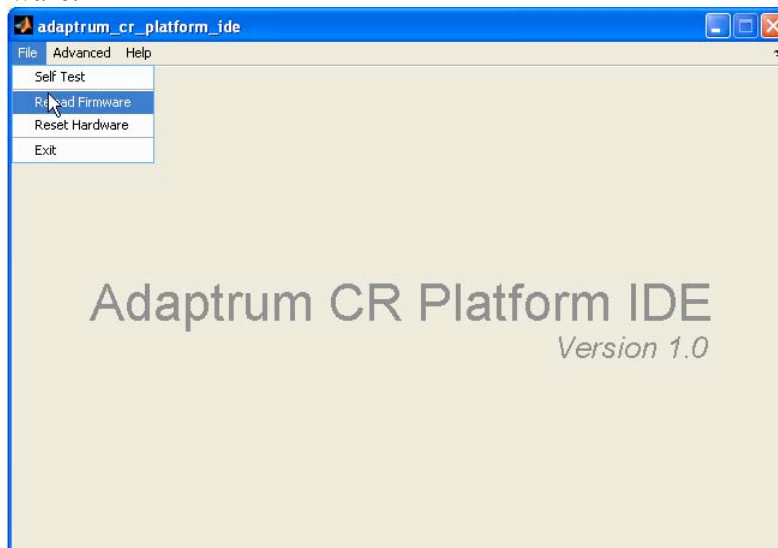 adaptrum_cr_platform_ide
File Advanced Help
Self Test
Reload Firmware
Reset Hardware
Exit
Adaptrum CR Platform IDE
Version 1.0